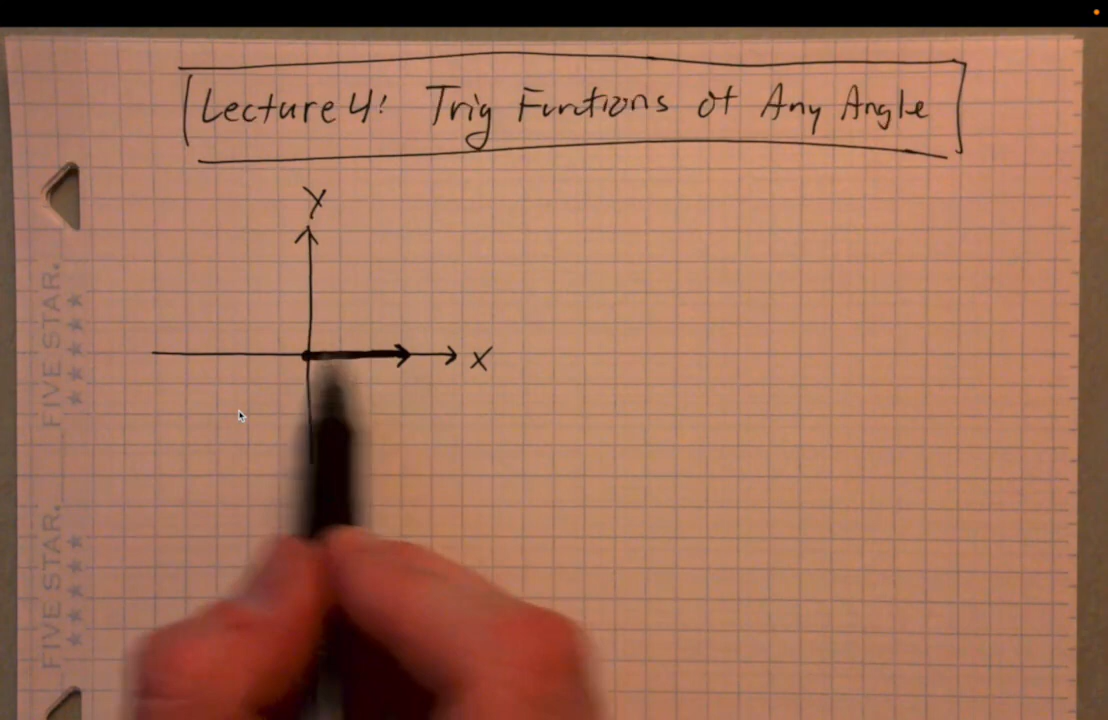 Lecture 4: Trig Functions of Any Angle
Y
X
FIVE STAR.
FIVE STAR.